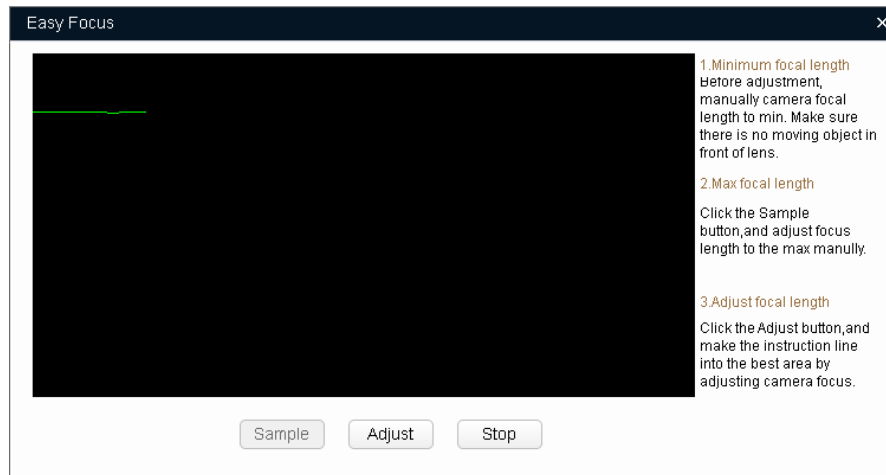 Easy Focus
1.Minimum focal length
Before adjustment,
manually camera focal
length to min. Make sure
there is no moving object in
front of lens.
2.Max focal length
Click the Sample
button,and adjust focus
length to the max manully.
3.Adjust focal length
Click the Adjust button,and
make the instruction line
into the best area by
adjusting camera focus.
Sample Adjust Stop